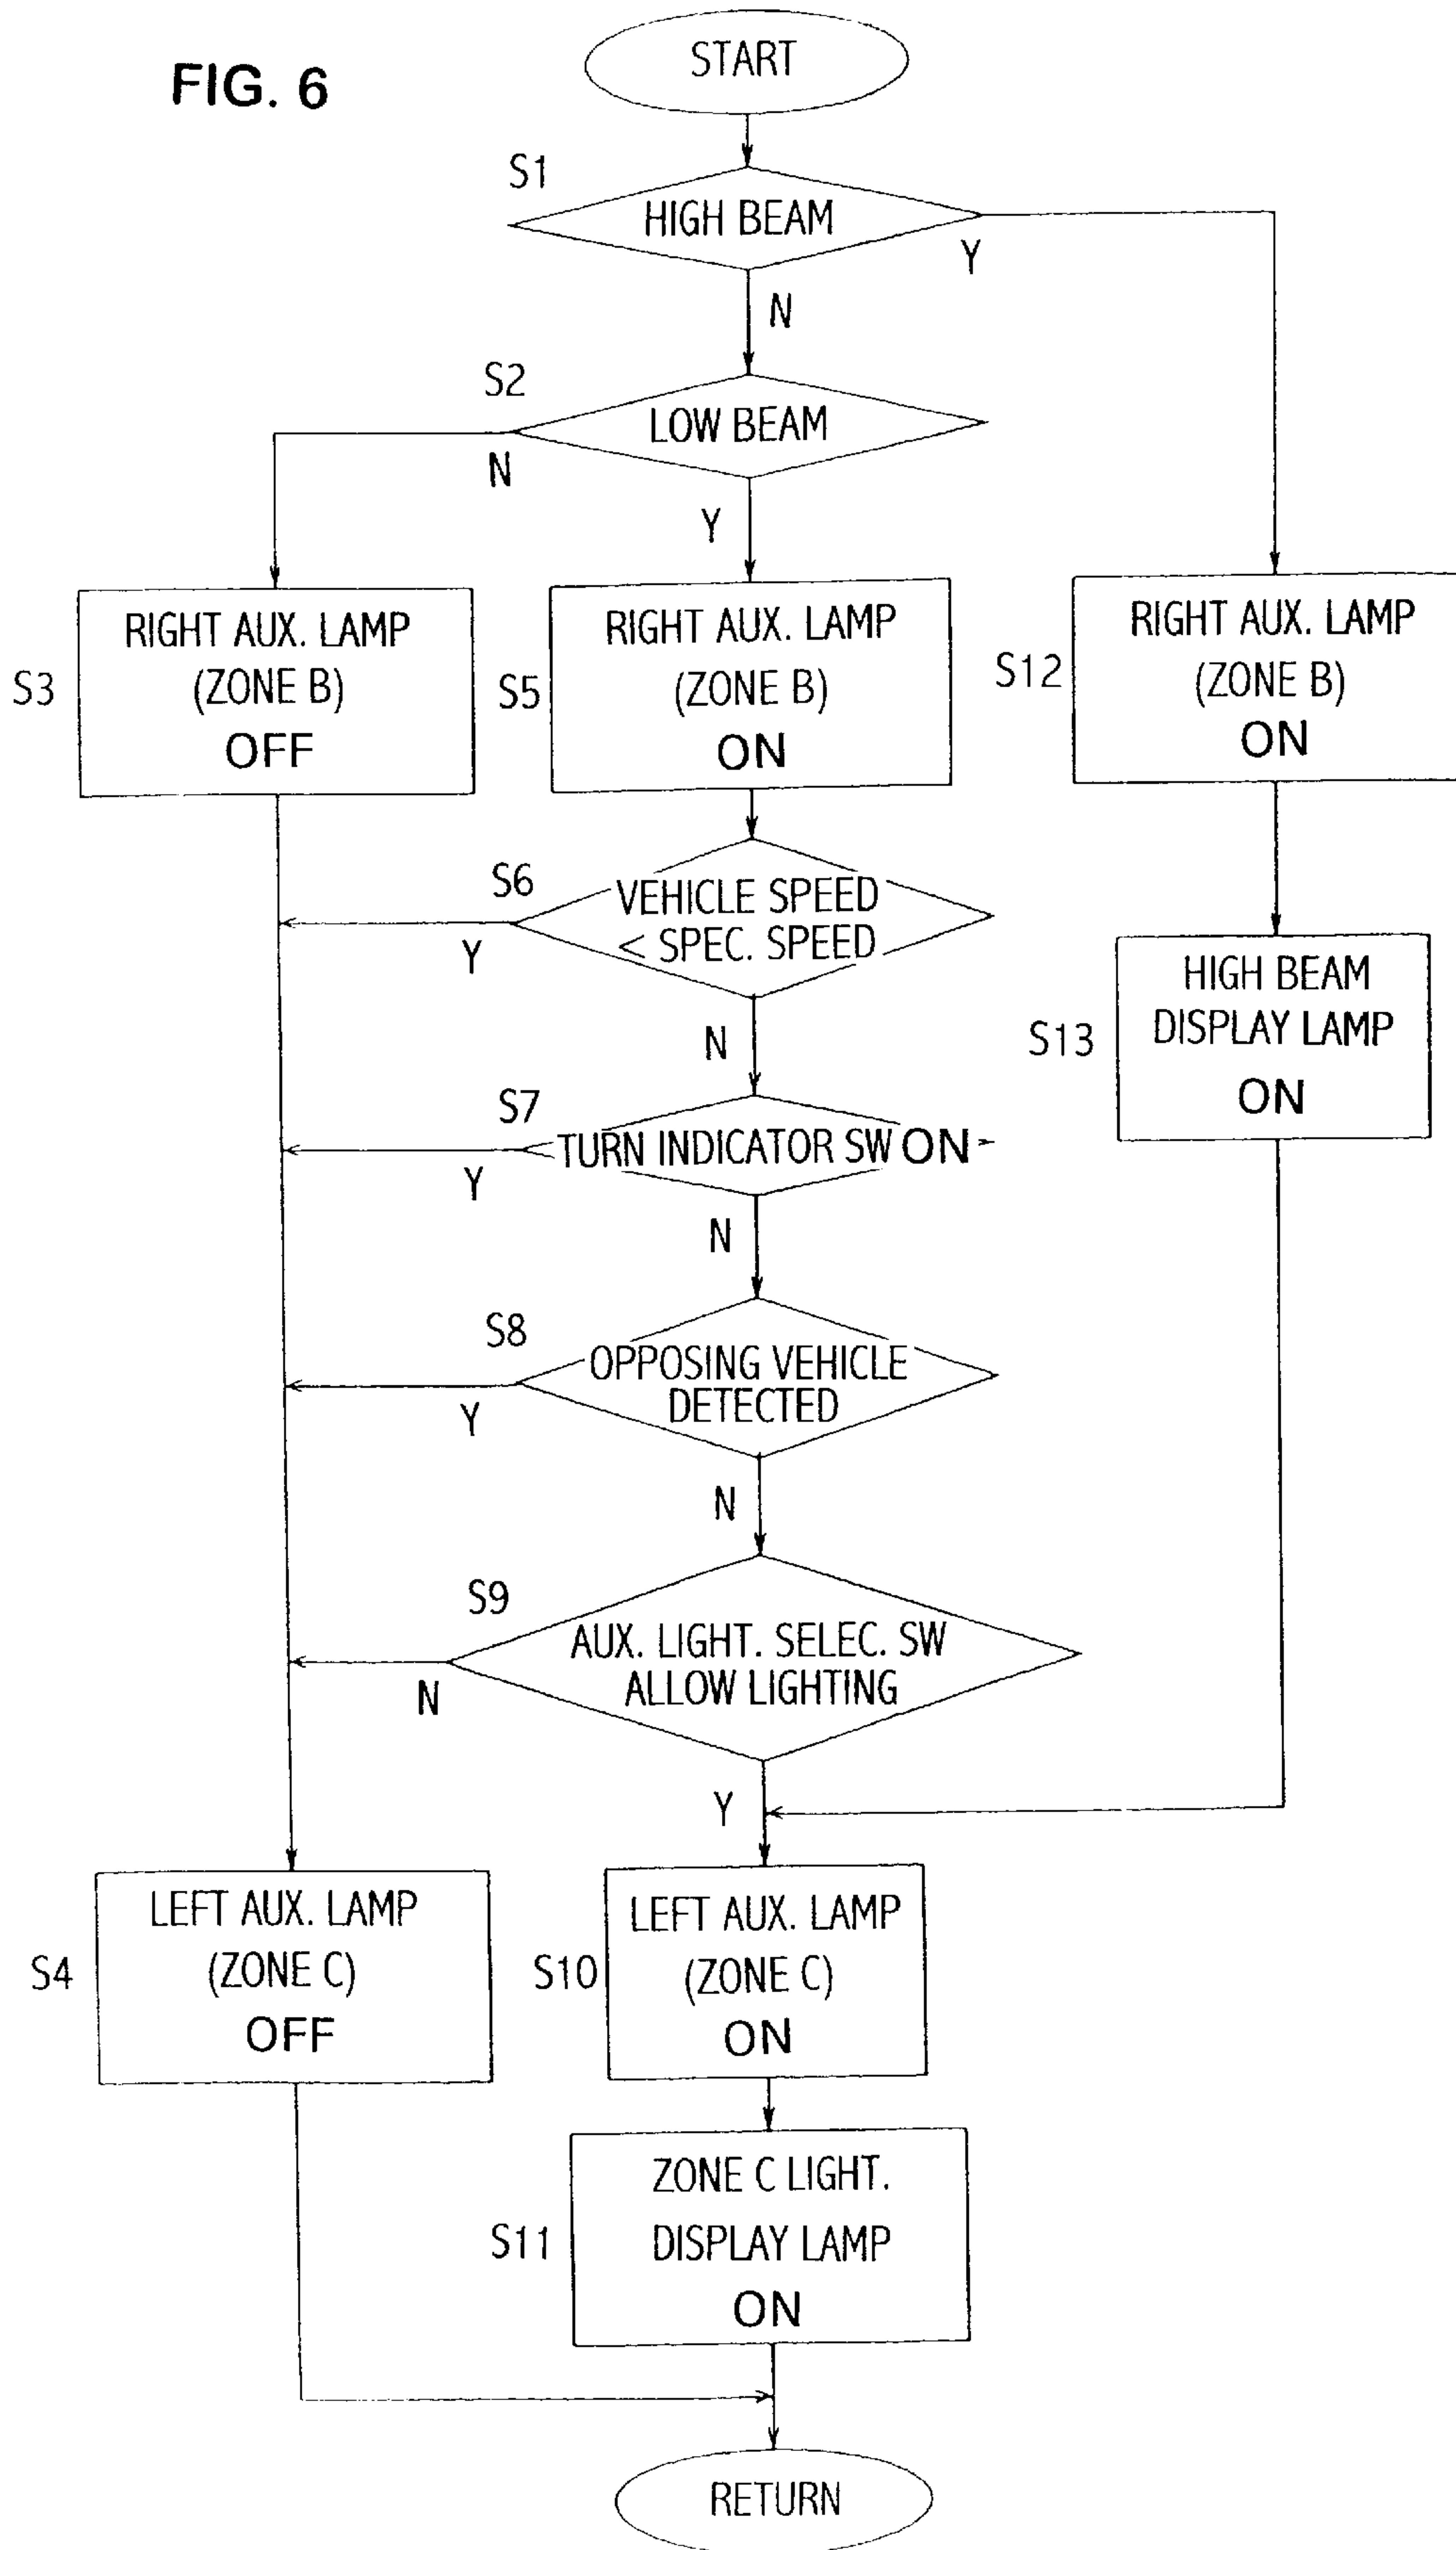 FIG. 6
START
S1
HIGH BEAM
Y
N
S2
LOW BEAM
N
Y
S3
RIGHT AUX. LAMP
(ZONE B)
OFF
S5
RIGHT AUX. LAMP
(ZONE B)
ON
S12
RIGHT AUX. LAMP
(ZONE B)
ON
S6
VEHICLE SPEED
< SPEC. SPEED
Y
N
S13
HIGH BEAM
DISPLAY LAMP
ON
S7
TURN INDICATOR SW ON
Y
N
S8
OPPOSING VEHICLE
DETECTED
Y
N
S9
AUX. LIGHT. SELEC. SW
ALLOW LIGHTING
N
Y
S4
LEFT AUX. LAMP
(ZONE C)
OFF
S10
LEFT AUX. LAMP
(ZONE C)
ON
S11
ZONE C LIGHT.
DISPLAY LAMP
ON
RETURN